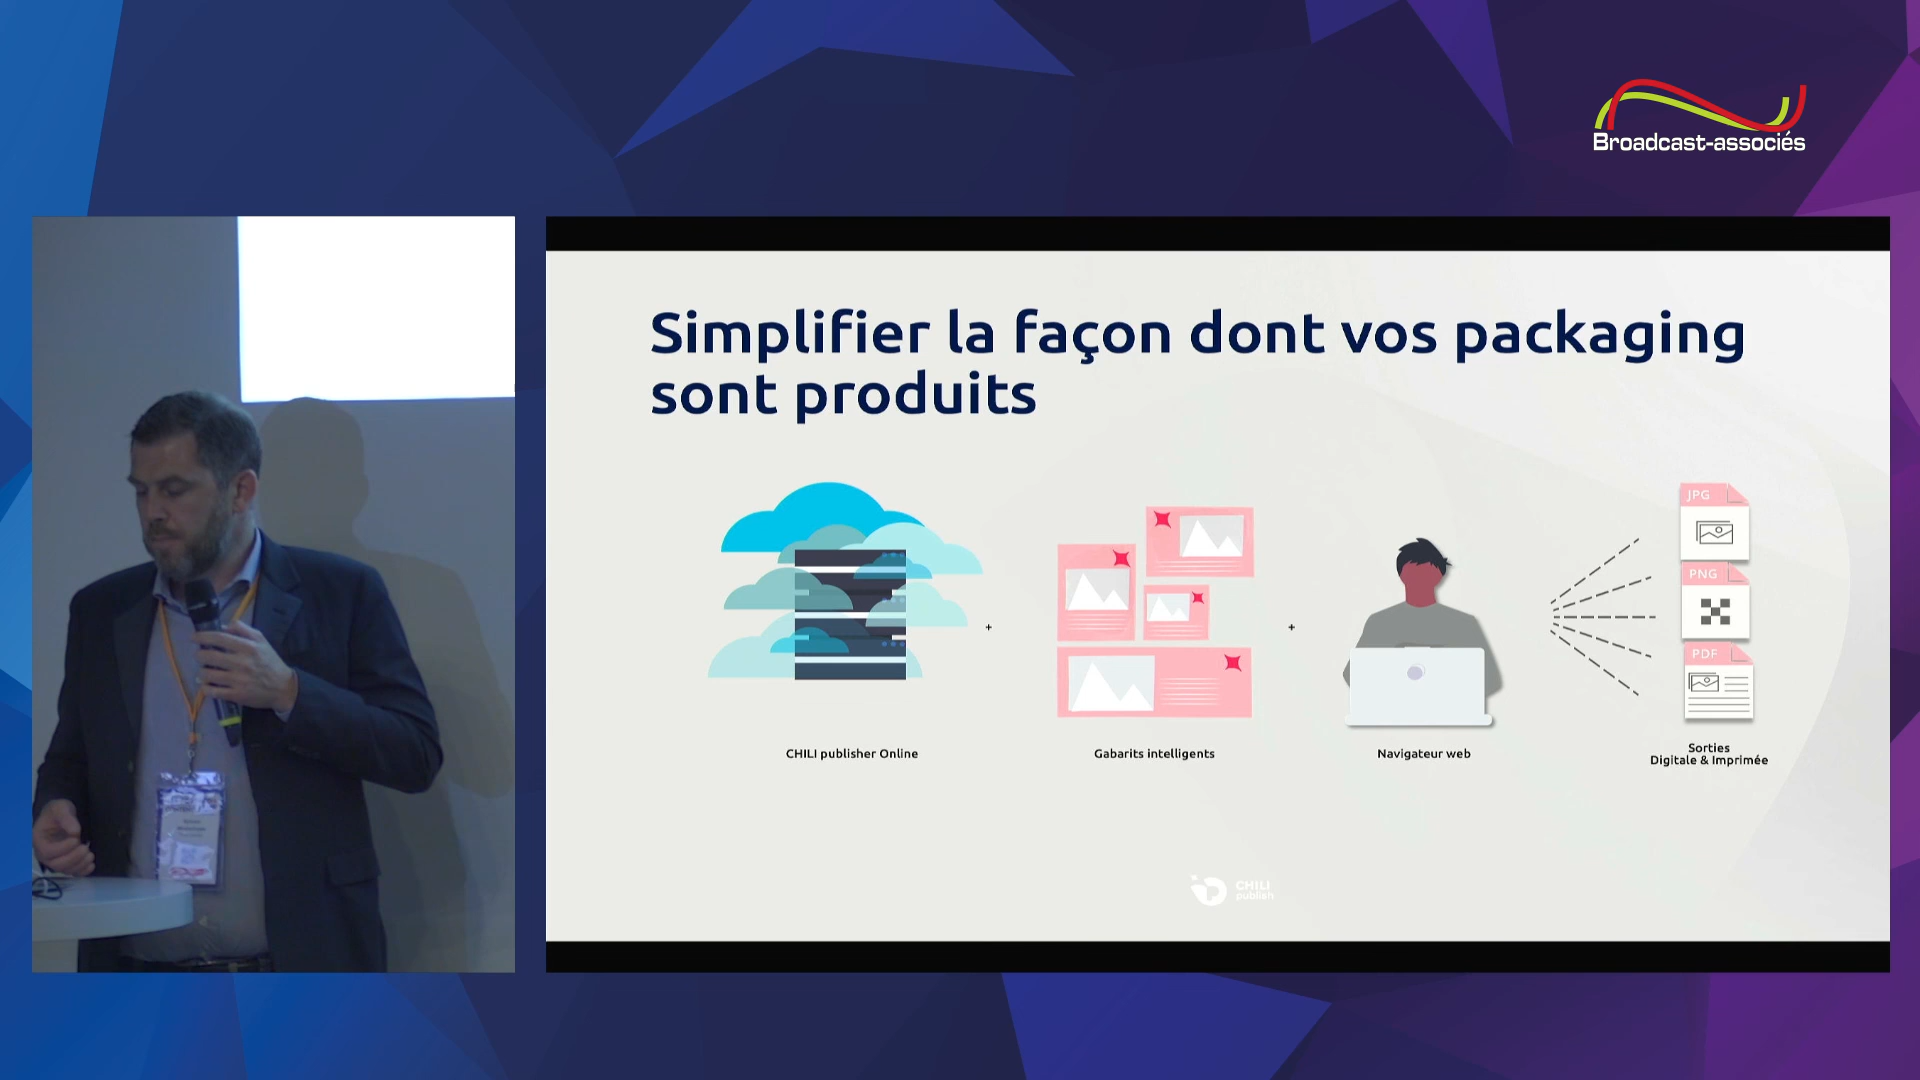 Broadcast-associés
Simplifier la façon dont vos packaging
sont produits
JPG
PNG
PDF
+
+
CHILI publisher Online
Gabarits intelligents
Navigateur web
Sorties
Digitale & Imprimée
CHILI
publish